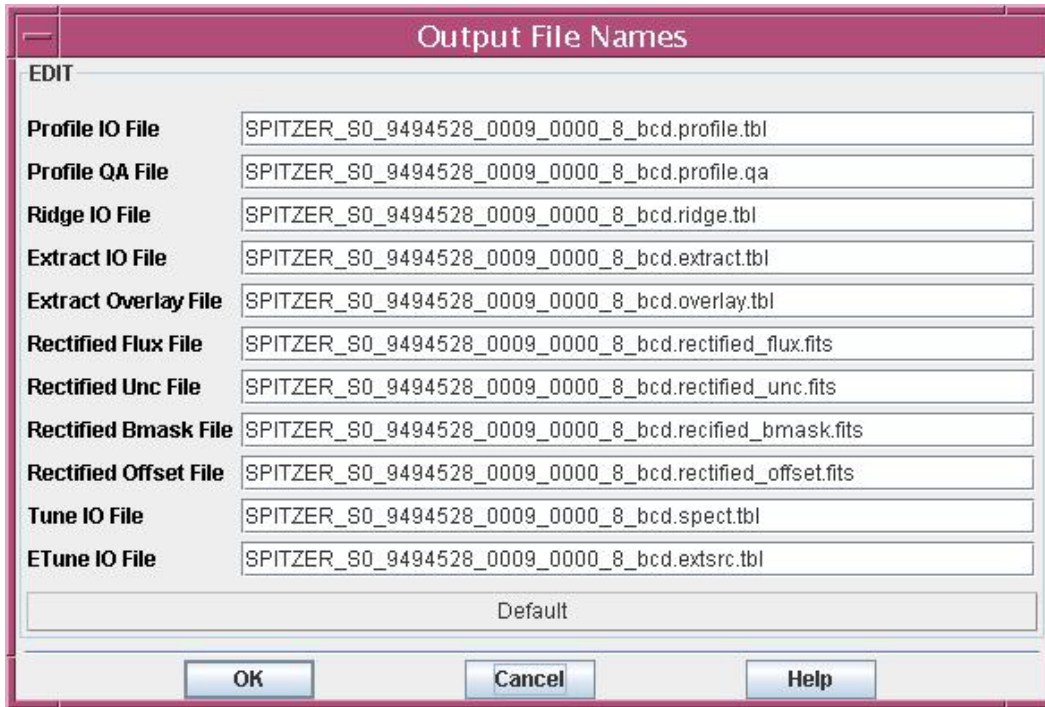 Output File Names
EDIT
Profile IO File SPITZER_S0_9494528_0009_0000_8_bcd.profile.tbl
Profile QA File SPITZER_S0_9494528_0009_0000_8_bcd.profile.qa
Ridge IO File SPITZER_S0_9494528_0009_0000_8_bcd.ridge.tbl
Extract IO File SPITZER_S0_9494528_0009_0000_8_bcd.extract.tbl
Extract Overlay File SPITZER_S0_9494528_0009_0000_8_bcd.overlay.tbl
Rectified Flux File SPITZER_S0_9494528_0009_0000_8_bcd.rectified_flux.fits
Rectified Unc File SPITZER_S0_9494528_0009_0000_8_bcd.rectified_unc.fits
Rectified Bmask File SPITZER_S0_9494528_0009_0000_8_bcd.recified_bmask.fits
Rectified Offset File SPITZER_S0_9494528_0009_0000_8_bcd.rectified_offset.fits
Tune IO File SPITZER_S0_9494528_0009_0000_8_bcd.spect.tbl
ETune IO File SPITZER_S0_9494528_0009_0000_8_bcd.extsrc.tbl
Default
OK Cancel Help